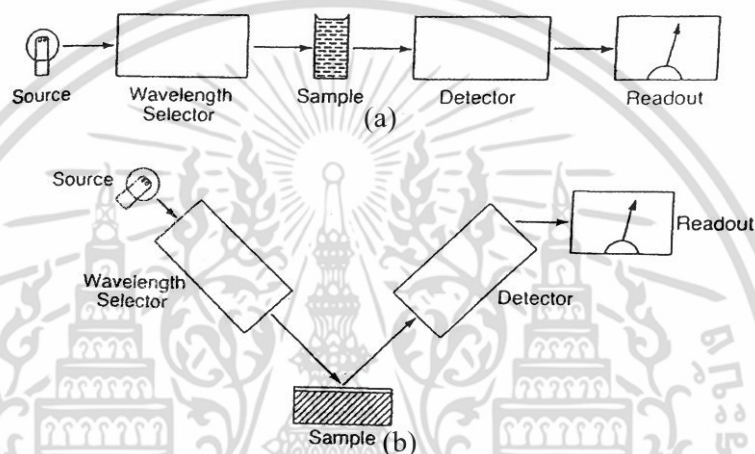 Source
Wavelength
Selector
Sample
Detector
Readout
(a)
Source
Wavelength
Selector
Sample
Detector
Readout
(b)